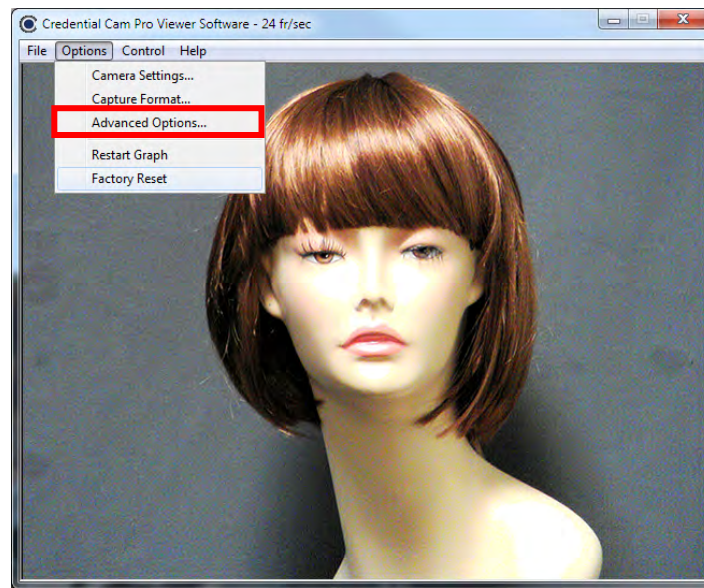 Credential Cam Pro Viewer Software - 24 fr/sec
File Options Control Help
Camera Settings...
Capture Format...
Advanced Options...
Restart Graph
Factory Reset